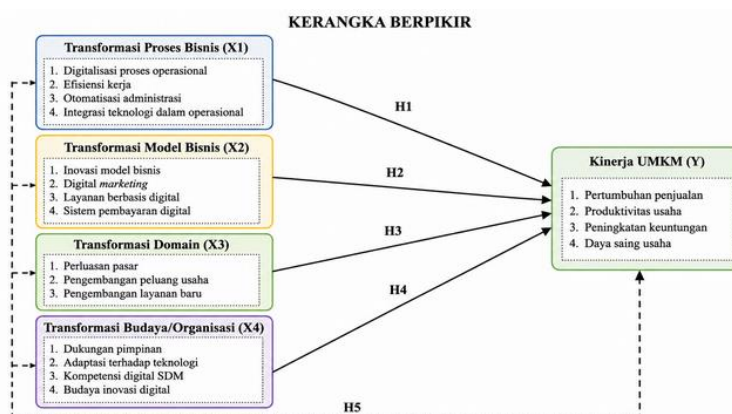 KERANGKA BERPIKIR
Transformasi Proses Bisnis (X1)
1. Digitalisasi proses operasional
2. Efisiensi kerja
3. Otomatisasi administrasi
4. Integrasi teknologi dalam operasional
Transformasi Model Bisnis (X2)
1. Inovasi model bisnis
2. Digital marketing
3. Layanan berbasis digital
4. Sistem pembayaran digital
Transformasi Domain (X3)
1. Perluasan pasar
2. Pengembangan peluang usaha
3. Pengembangan layanan baru
Transformasi Budaya/Organisasi (X4)
1. Dukungan pimpinan
2. Adaptasi terhadap teknologi
3. Kompetensi digital SDM
4. Budaya inovasi digital
H1
H2
H3
H4
H5
Kinerja UMKM (Y)
1. Pertumbuhan penjualan
2. Produktivitas usaha
3. Peningkatan keuntungan
4. Daya saing usaha